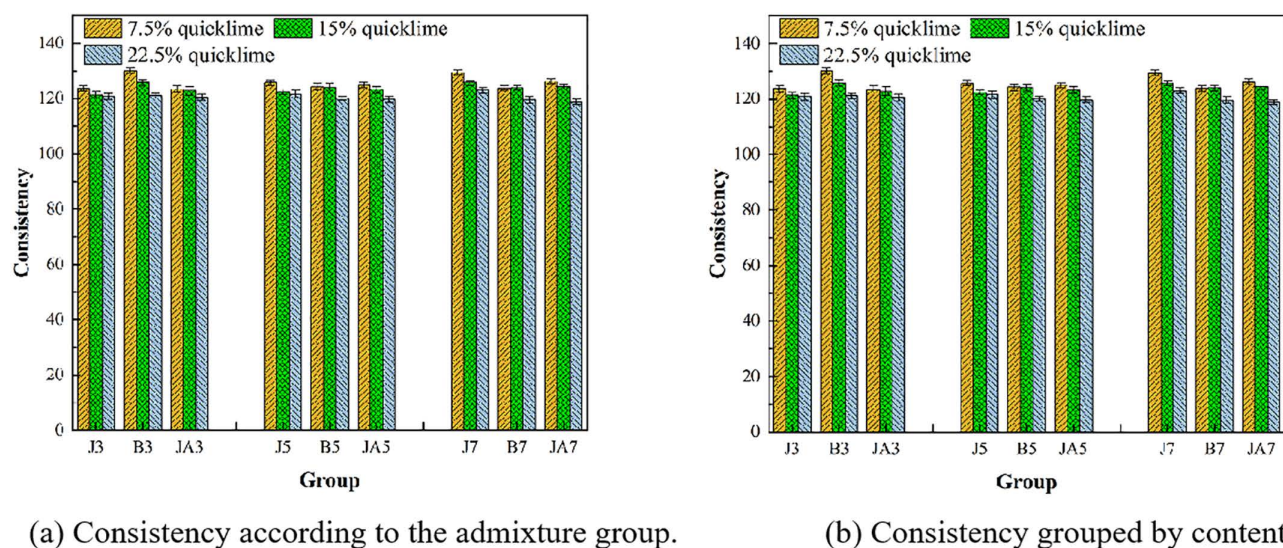 7.5% quicklime 15% quicklime
22.5% quicklime
140
120
100
80
60
40
20
0
Consistency
J3 B3 JA3 J5 B5 JA5 J7 B7 JA7
Group
(a) Consistency according to the admixture group.
7.5% quicklime 15% quicklime
22.5% quicklime
140
120
100
80
60
40
20
0
Consistency
J3 B3 JA3 J5 B5 JA5 J7 B7 JA7
Group
(b) Consistency grouped by content